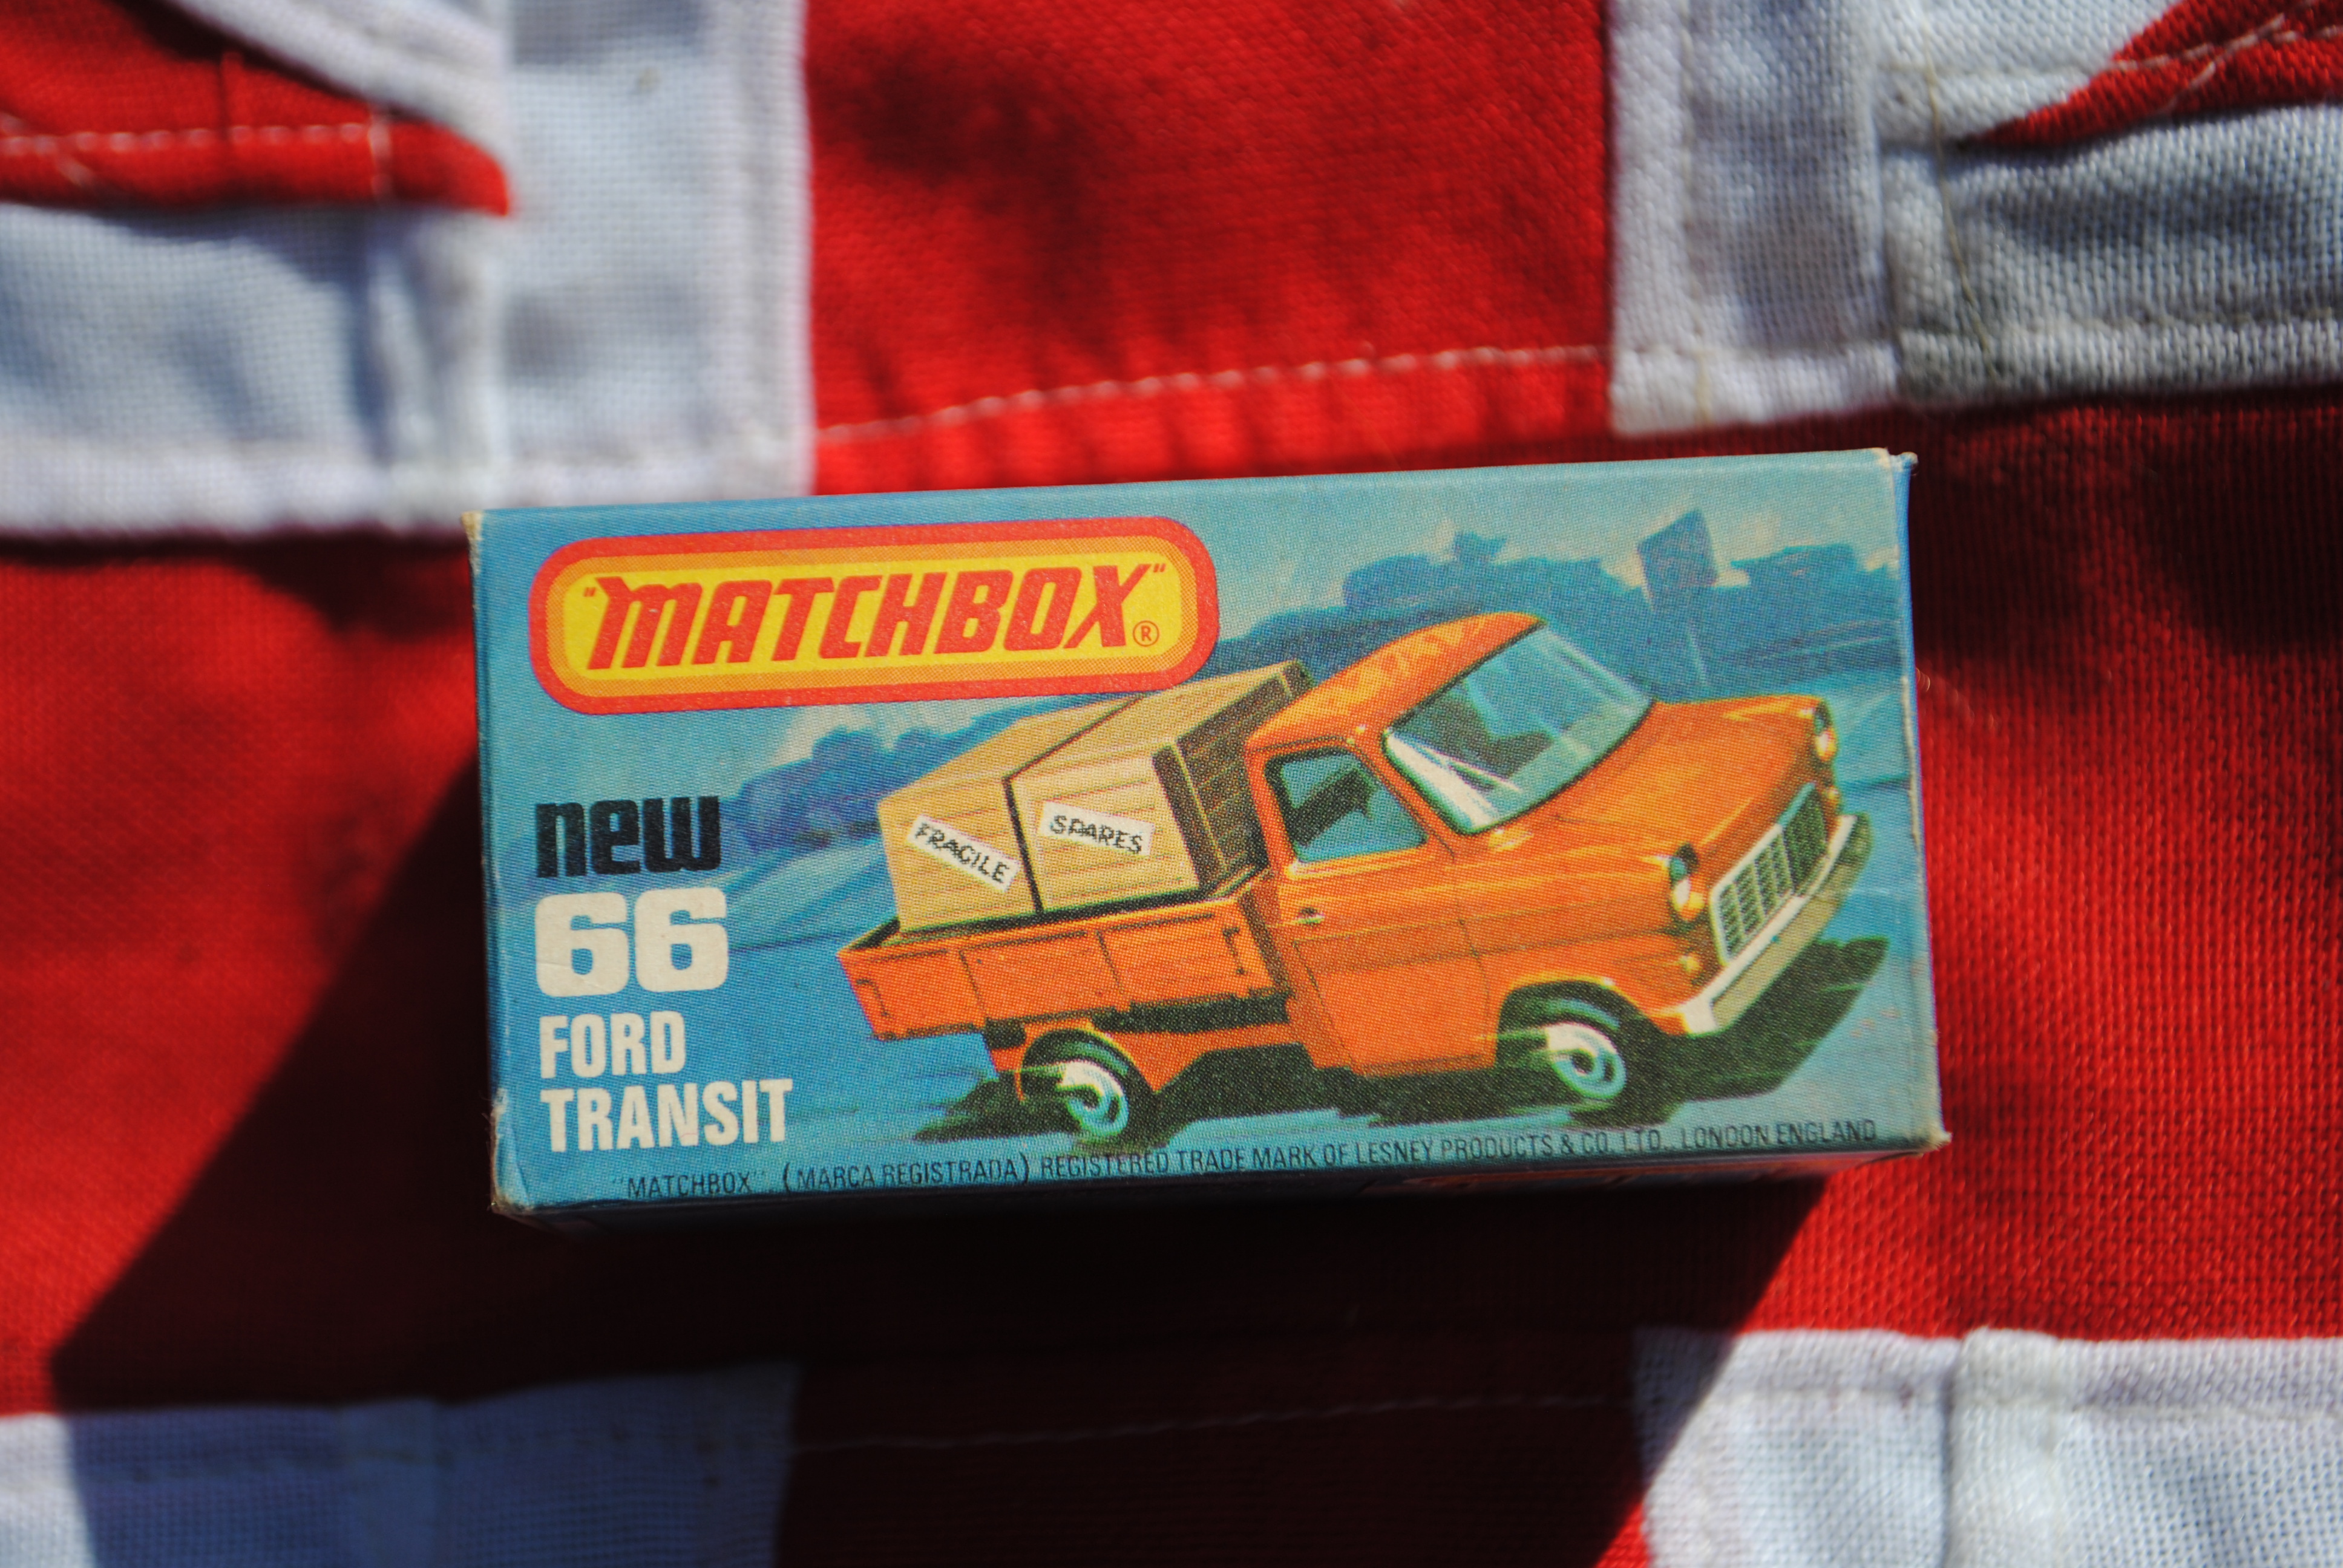 "MATCHBOX"®
new
66
FORD
TRANSIT
FRAGILE
SPARES
"MATCHBOX". (MARCA REGISTRADA) REGISTERED TRADE MARK OF LESNEY PRODUCTS & CO. LTD., LONDON ENGLAND